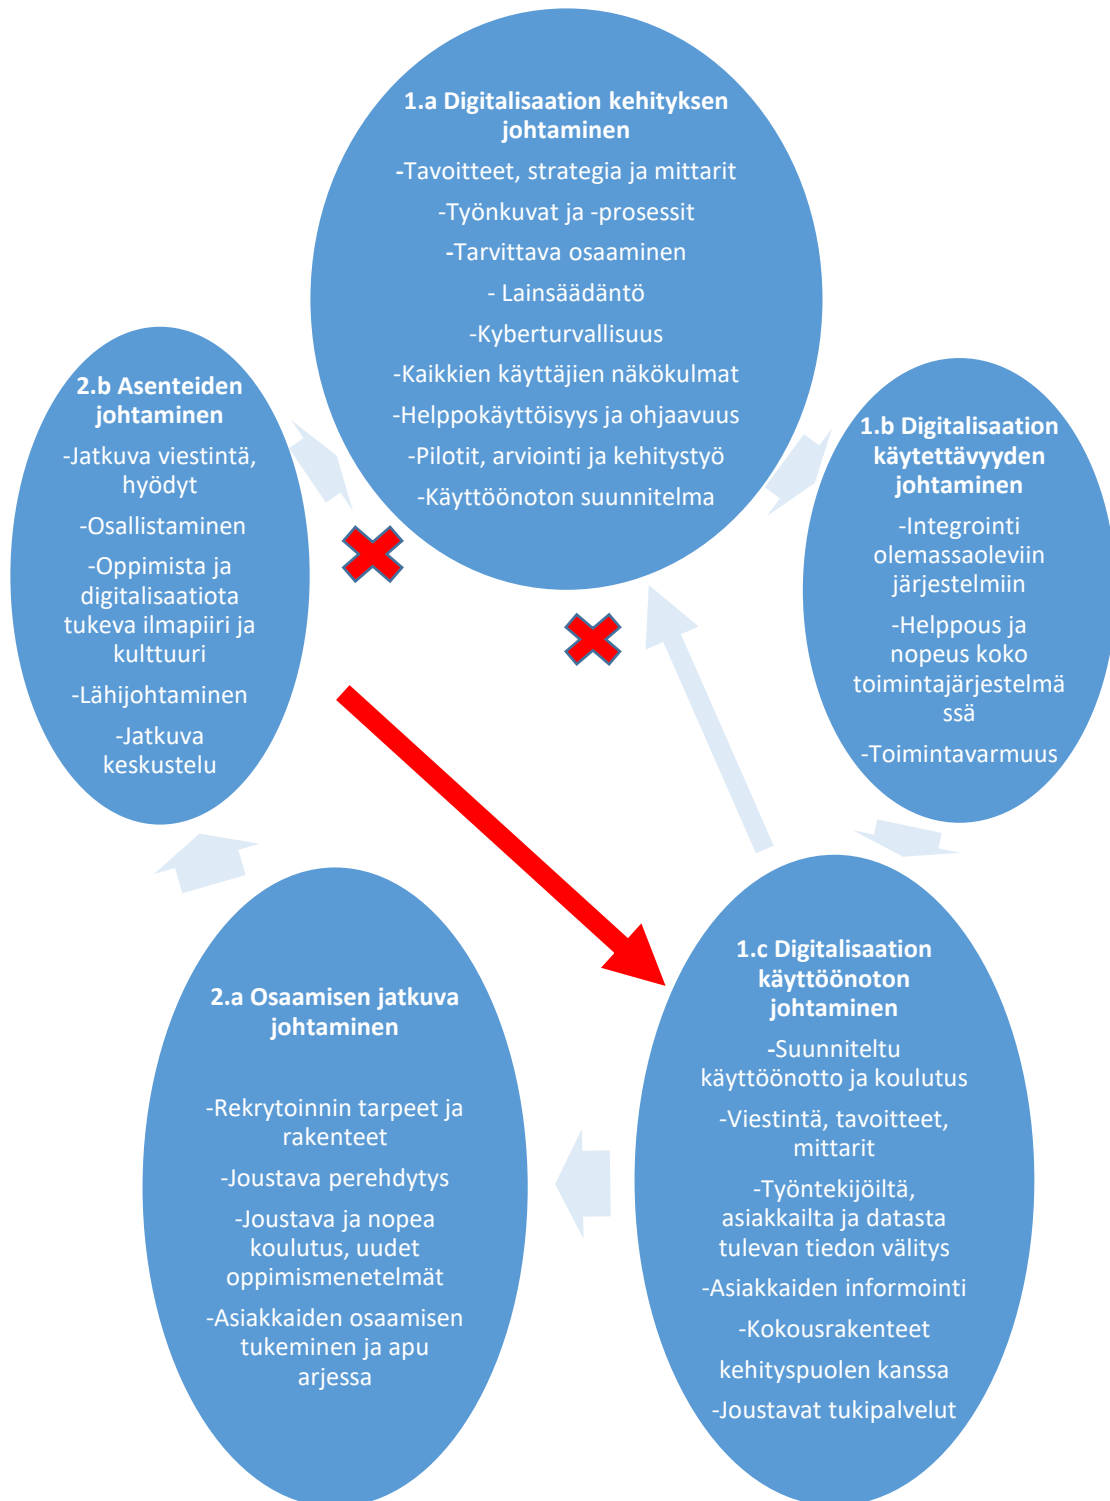 1.a Digitalisaation kehityksen
johtaminen
-Tavoitteet, strategia ja mittarit
-Työnkuvat ja -prosessit
-Tarvittava osaaminen
- Lainsäädäntö
-Kyberturvallisuus
-Kaikkien käyttäjien näkökulmat
-Helppokäyttöisyys ja ohjaavuus
-Pilotit, arviointi ja kehitystyö
-Käyttöönoton suunnitelma
1.b Digitalisaation
käytettävyyden
johtaminen
-Integrointi
olemassaoleviin
järjestelmiin
-Helppous ja
nopeus koko
toimintajärjestelmä
ssä
-Toimintavarmuus
1.c Digitalisaation
käyttöönoton
johtaminen
-Suunniteltu
käyttöönotto ja koulutus
-Viestintä, tavoitteet,
mittarit
-Työntekijöiltä,
asiakkailta ja datasta
tulevan tiedon välitys
-Asiakkaiden informointi
-Kokousrakenteet
kehityspuolen kanssa
-Joustavat tukipalvelut
2.a Osaamisen jatkuva
johtaminen
-Rekrytoinnin tarpeet ja
rakenteet
-Joustava perehdytys
-Joustava ja nopea
koulutus, uudet
oppimismenetelmät
-Asiakkaiden osaamisen
tukeminen ja apu
arjessa
2.b Asenteiden
johtaminen
-Jatkuva viestintä,
hyödyt
-Osallistaminen
-Oppimista ja
digitalisaatiota
tukeva ilmapiiri ja
kulttuuri
-Lähijohtaminen
-Jatkuva
keskustelu